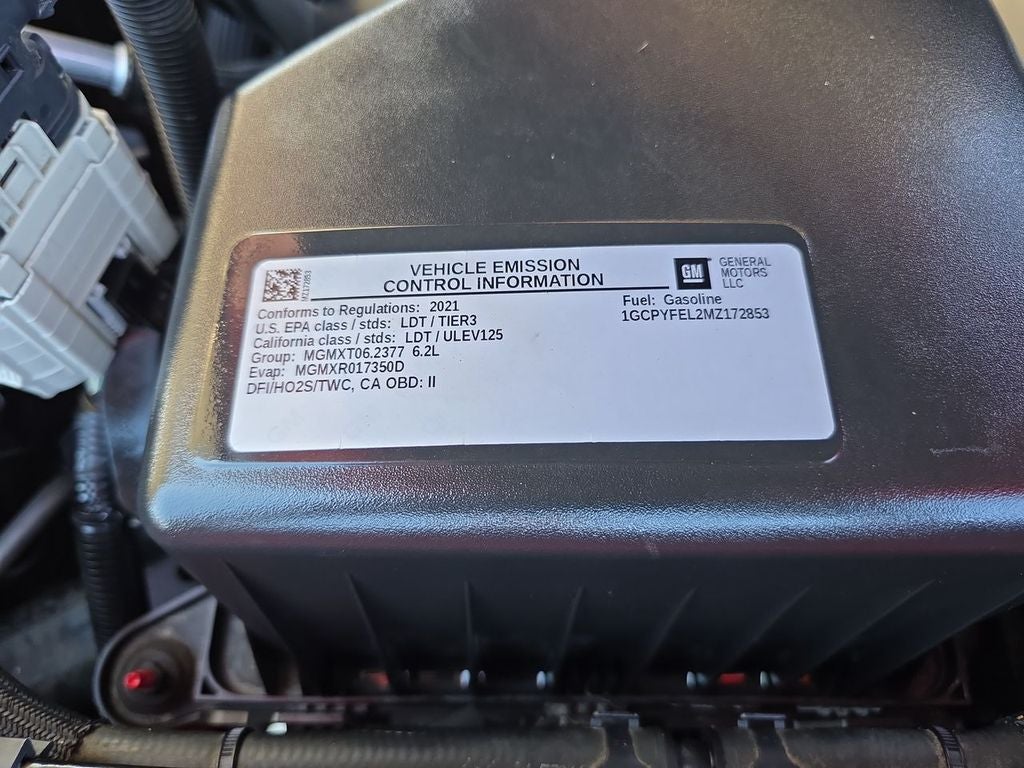 VEHICLE EMISSION
CONTROL INFORMATION
MZ172853
GM
GENERAL
MOTORS
LLC
Conforms to Regulations: 2021
U.S. EPA class / stds: LDT / TIER3
California class / stds: LDT / ULEV125
Group: MGMXT06.2377 6.2L
Evap: MGMXR017350D
DFI/HO2S/TWC, CA OBD: II
Fuel: Gasoline
1GCPYFEL2MZ172853